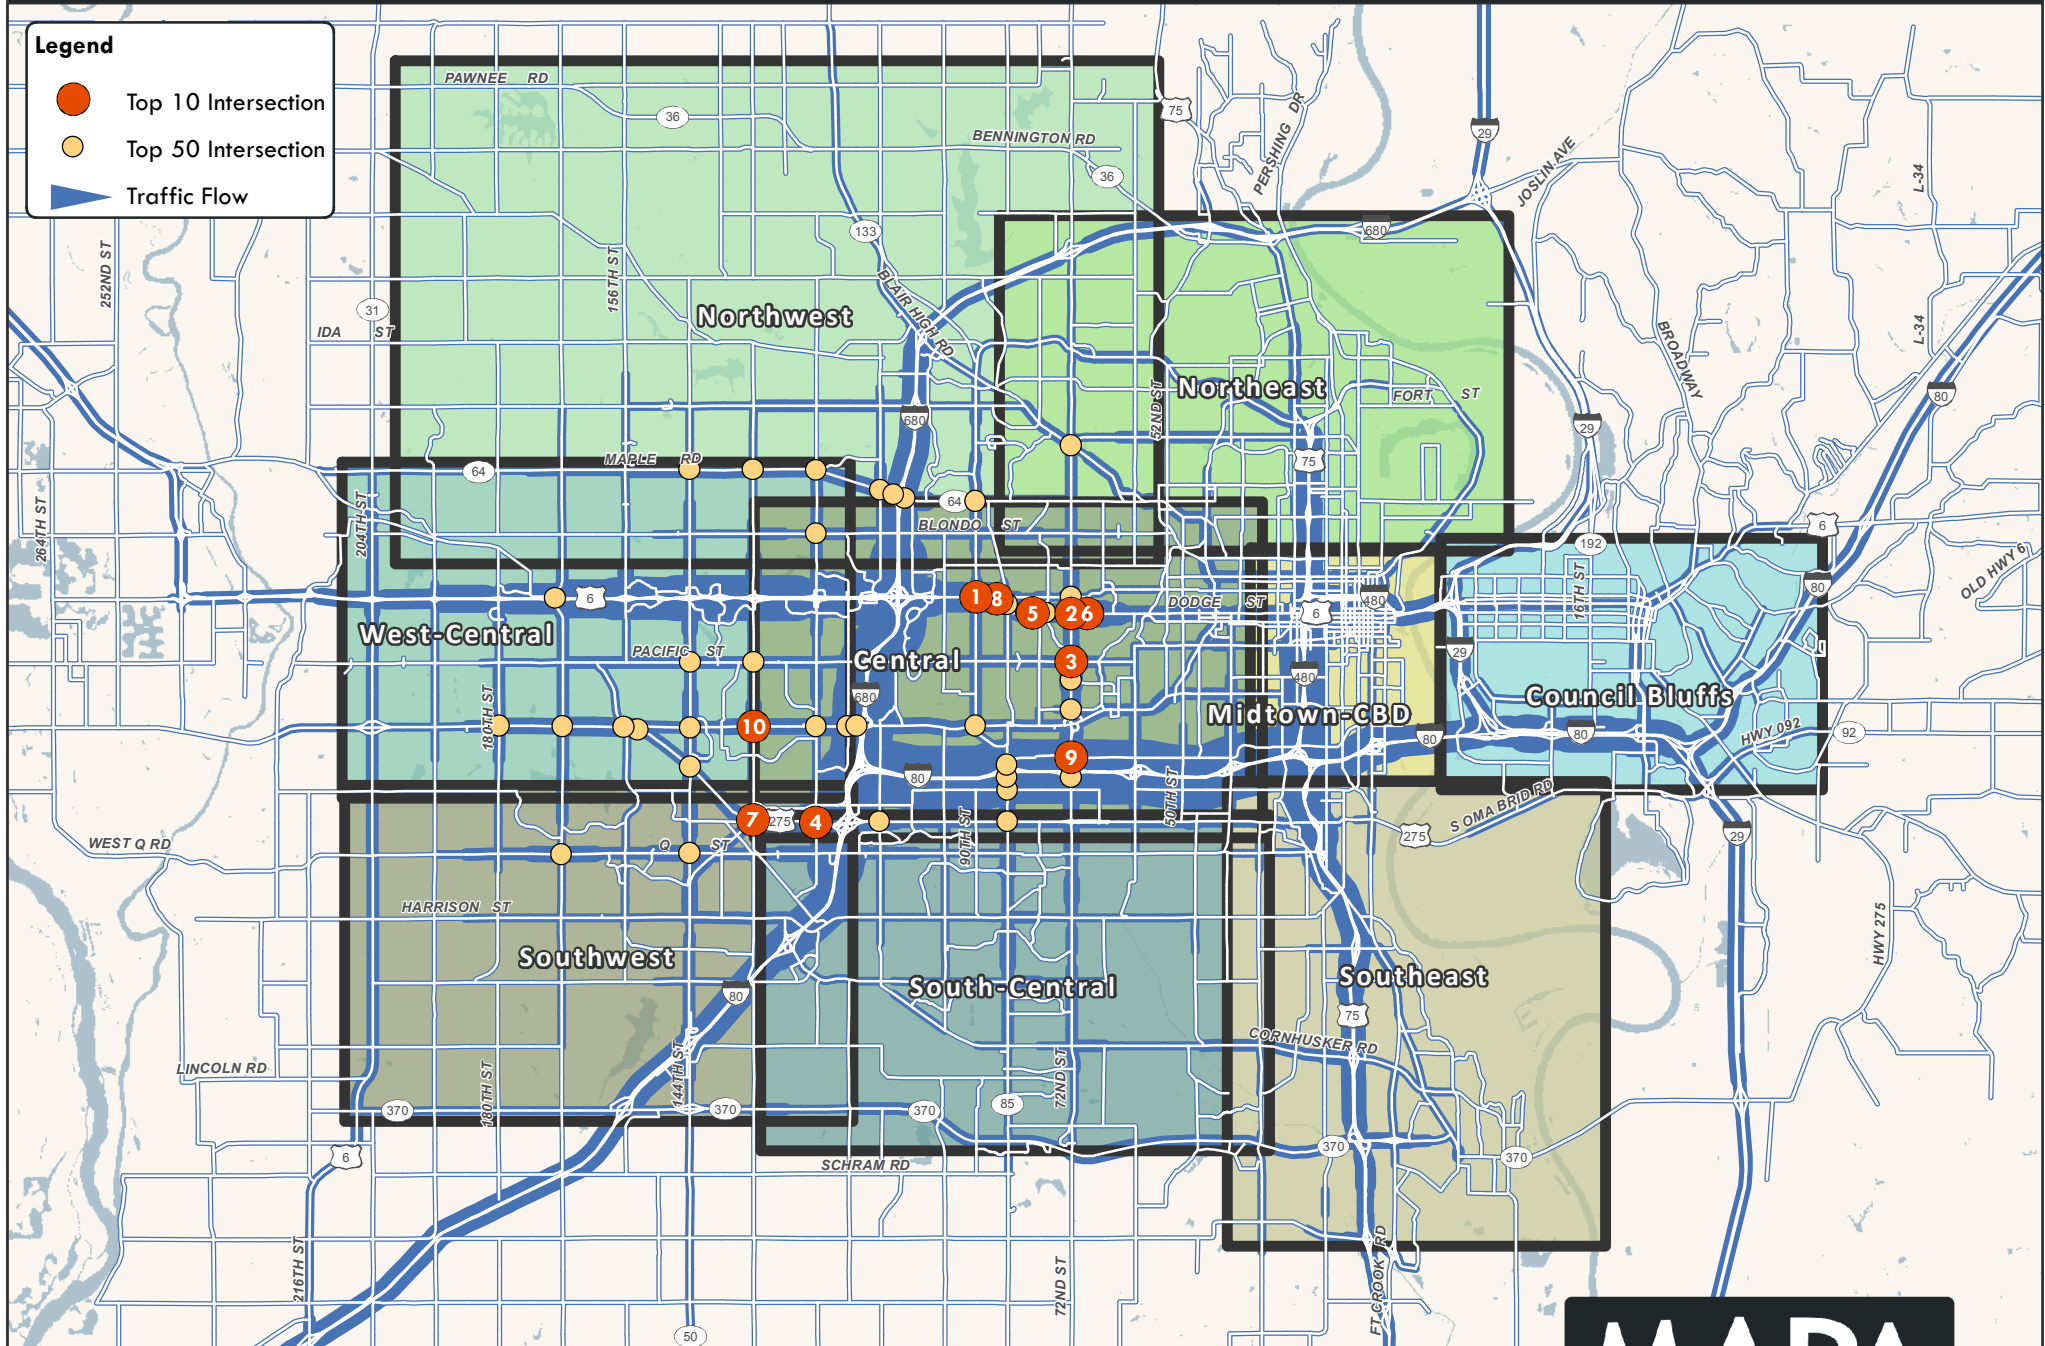 Legend
Top 10 Intersection
Top 50 Intersection
Traffic Flow
PAWNEE RD
36
75
PERSHING DR
29
BENNINGTON RD
36
JOSLIN AVE
L-34
252ND ST
156TH ST
133
680
31
IDA ST
BLAIR HIGH RD
Northwest
BROADWAY
L-34
Northeast
52ND ST
FORT ST
80
680
29
75
MAPLE RD
64
64
264TH ST
204TH ST
BLONDO ST
6
192
OLD HWY 6
6
1
8
5
2
6
DODGE ST
6
480
16TH ST
80
West-Central
PACIFIC ST
Central
3
29
480
680
180TH ST
10
Midtown-CBD
Council Bluffs
80
80
HWY 092
92
9
80
50TH ST
S OMA BRID RD
7
275
4
90TH ST
275
29
WEST Q RD
Q ST
HARRISON ST
HWY 275
Southwest
South-Central
Southeast
80
75
CORNHUSKER RD
LINCOLN RD
180TH ST
144TH ST
72ND ST
370
370
370
85
370
370
6
SCHRAM RD
216TH ST
72ND ST
FT CROOK RD
50
MAPA